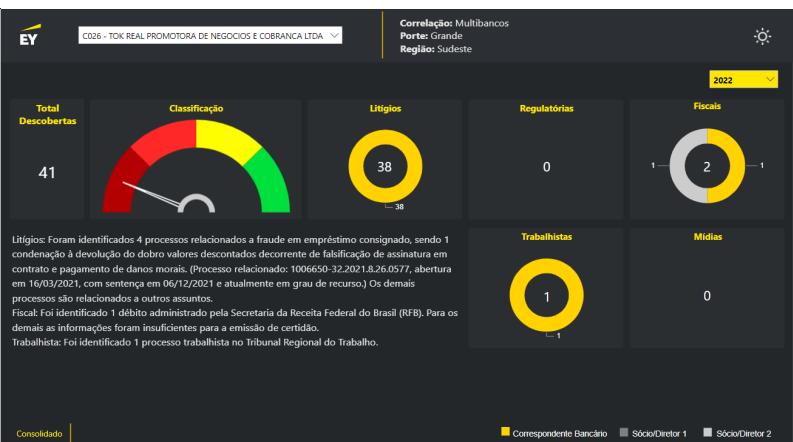 EY
C026 - TOK REAL PROMOTORA DE NEGOCIOS E COBRANCA LTDA
Correlação: Multibancos
Porte: Grande
Região: Sudeste
2022
Total
Descobertas
41
Classificação
Litígios
38
38
Regulatórias
0
Fiscais
1
2
1
Litígios: Foram identificados 4 processos relacionados a fraude em empréstimo consignado, sendo 1
condenação à devolução do dobro valores descontados decorrente de falsificação de assinatura em
contrato e pagamento de danos morais. (Processo relacionado: 1006650-32.2021.8.26.0577, abertura
em 16/03/2021, com sentença em 06/12/2021 e atualmente em grau de recurso.) Os demais
processos são relacionados a outros assuntos.
Fiscal: Foi identificado 1 débito administrado pela Secretaria da Receita Federal do Brasil (RFB). Para os
demais as informações foram insuficientes para a emissão de certidão.
Trabalhista: Foi identificado 1 processo trabalhista no Tribunal Regional do Trabalho.
Trabalhistas
1
1
Mídias
0
Consolidado
Correspondente Bancário
Sócio/Diretor 1
Sócio/Diretor 2